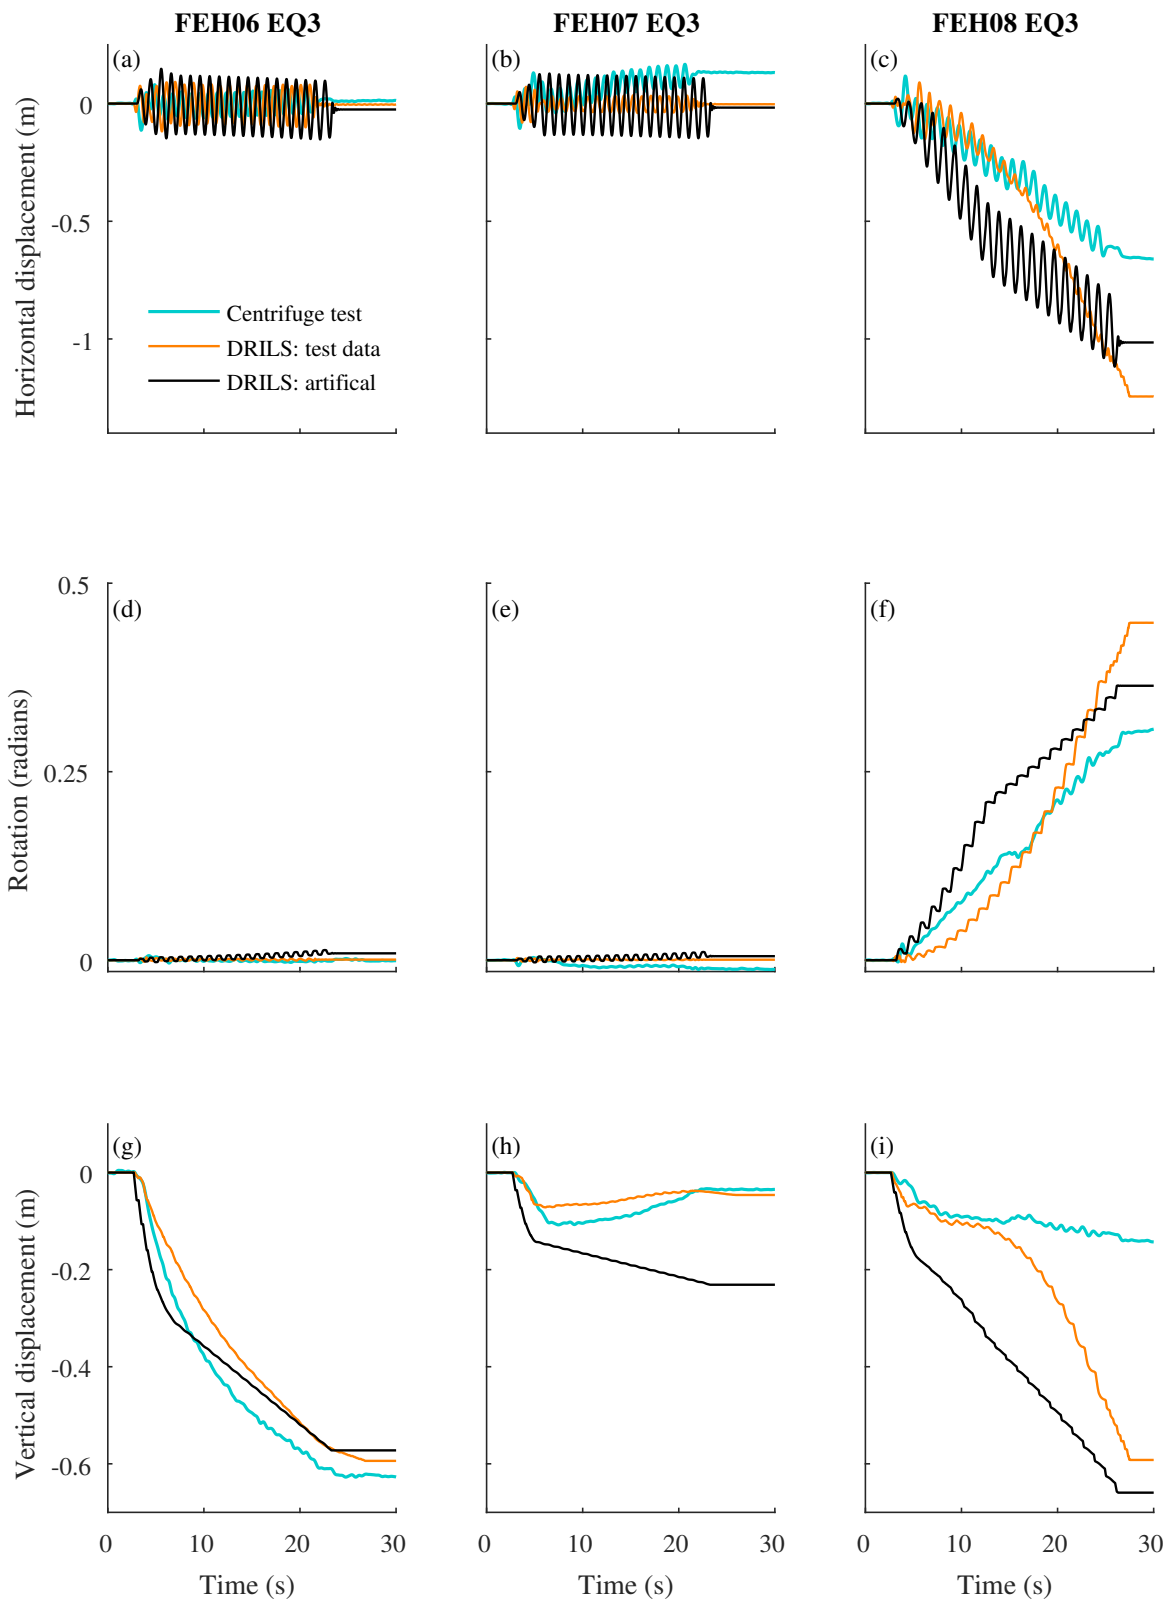 FEH06 EQ3
FEH07 EQ3
FEH08 EQ3
(a)
(b)
(c)
0
-0.5
-1
Horizontal displacement (m)
Centrifuge test
DRILS: test data
DRILS: artifical
0.5
(d)
(e)
(f)
0.25
0
Rotation (radians)
(g)
(h)
(i)
0
-0.2
-0.4
-0.6
Vertical displacement (m)
0 10 20 30
0 10 20 30
0 10 20 30
Time (s)
Time (s)
Time (s)